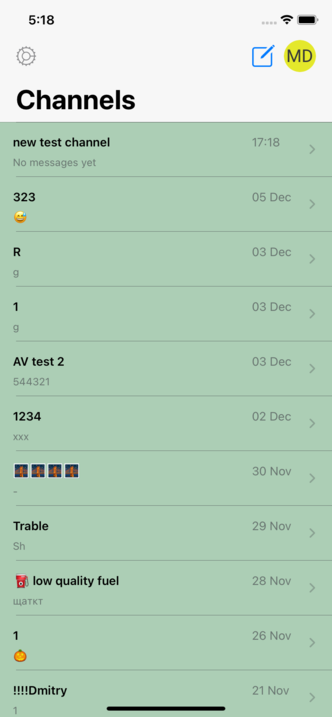 5:18
MD
Channels
new test channel 17:18
No messages yet
323 05 Dec
😅
R 03 Dec
g
1 03 Dec
g
AV test 2 03 Dec
544321
1234 02 Dec
xxx
🌉🌉🌉🌉 30 Nov
-
Trable 29 Nov
Sh
⛽ low quality fuel 28 Nov
щаткт
1 26 Nov
🎃
!!!!Dmitry 21 Nov
1